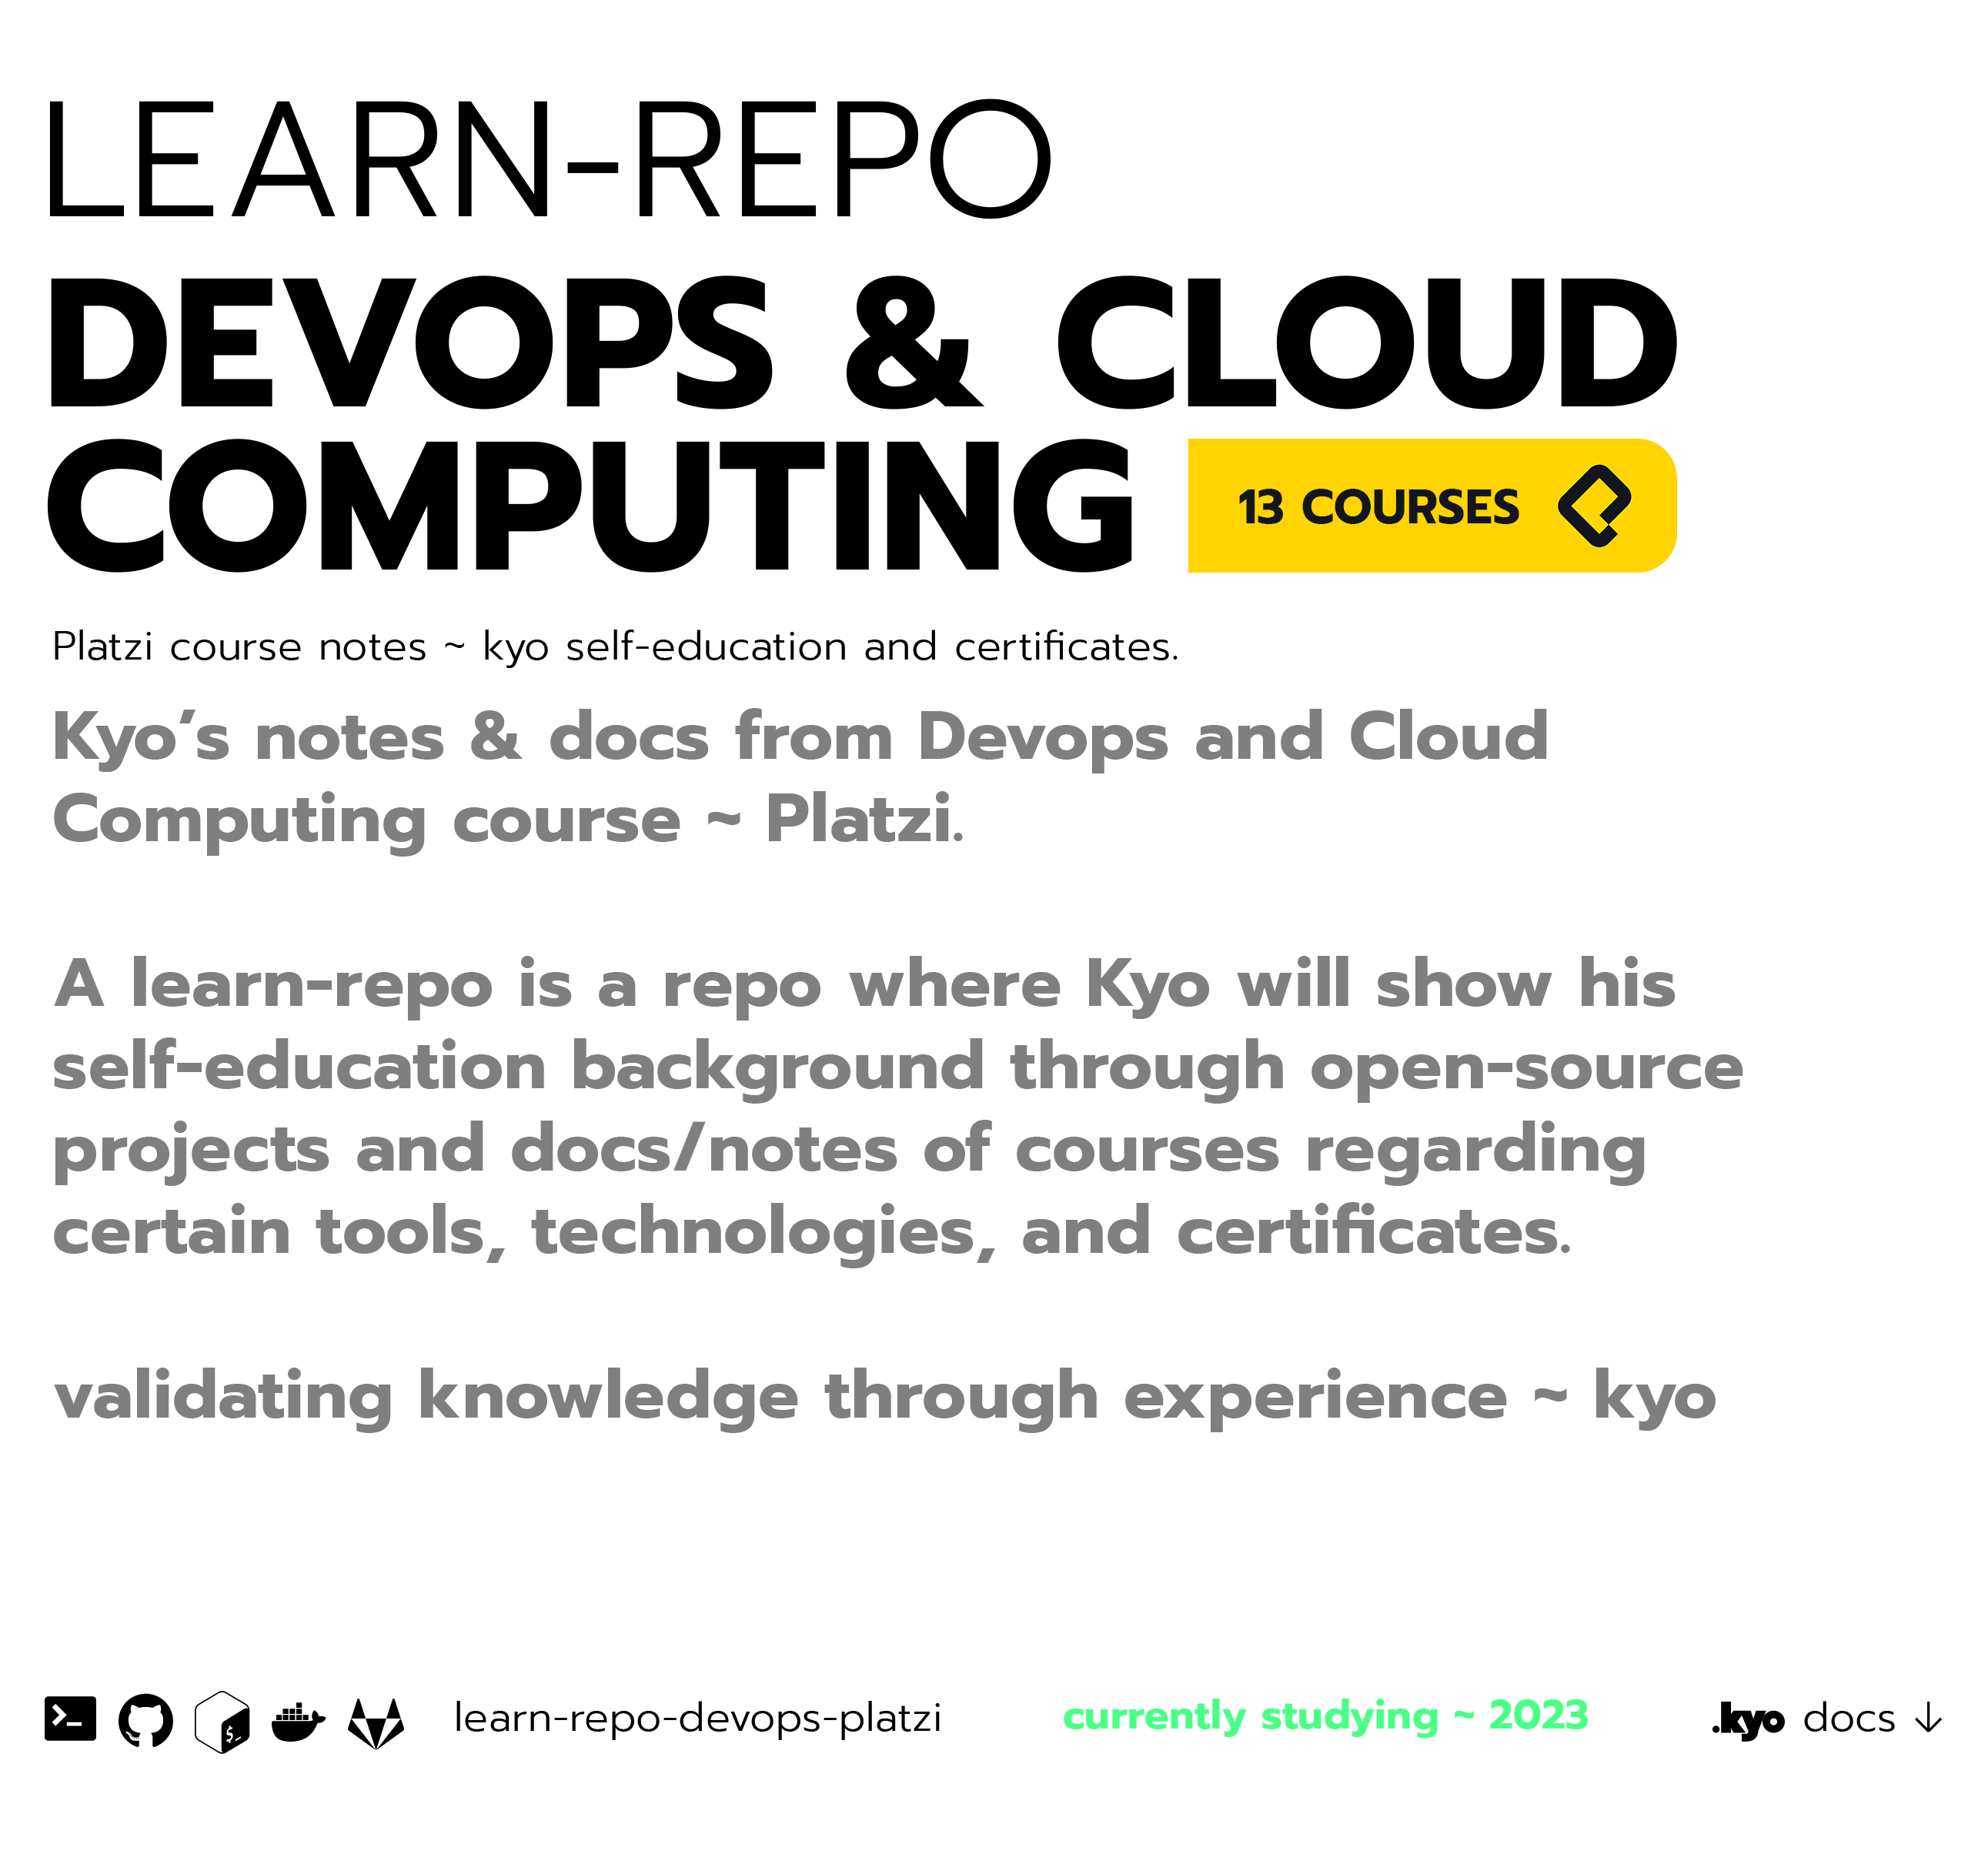 LEARN-REPO
DEVOPS & CLOUD
COMPUTING
13 COURSES
Platzi course notes ~ kyo self-education and certificates.
Kyo's notes & docs from Devops and Cloud
Computing course ~ Platzi.
A learn-repo is a repo where Kyo will show his
self-education background through open-source
projects and docs/notes of courses regarding
certain tools, technologies, and certificates.
validating knowledge through experience ~ kyo
learn-repo-devops-platzi
currently studying ~ 2023
.kyo docs ↓